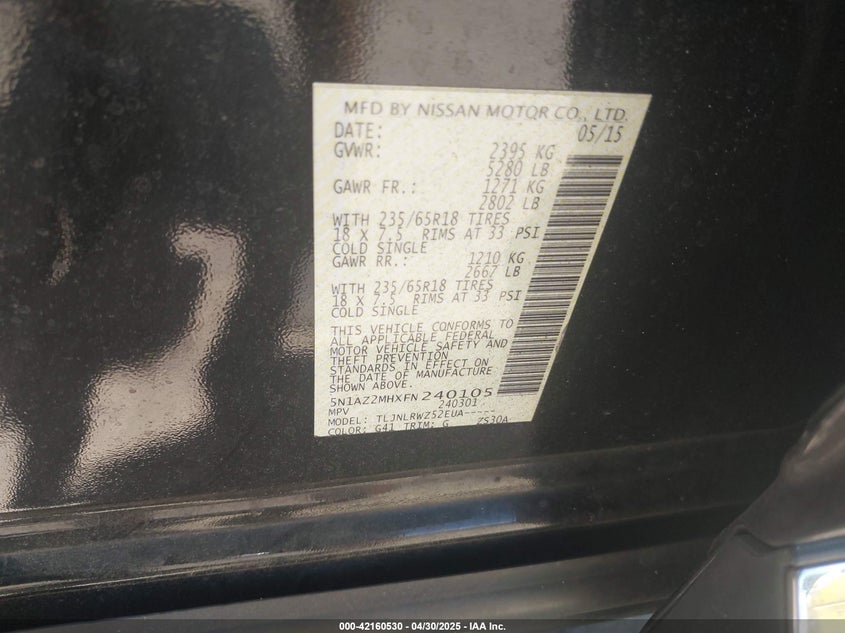 MFD BY NISSAN MOTOR CO., LTD.
DATE: 05/15
GVWR: 2395 KG
5280 LB
GAWR FR.: 1271 KG
2802 LB
WITH 235/65R18 TIRES
18 X 7.5 RIMS AT 33 PSI
COLD SINGLE
GAWR RR.: 1210 KG
2667 LB
WITH 235/65R18 TIRES
18 X 7.5 RIMS AT 33 PSI
COLD SINGLE
THIS VEHICLE CONFORMS TO
ALL APPLICABLE FEDERAL
MOTOR VEHICLE SAFETY AND
THEFT PREVENTION
STANDARDS IN EFFECT ON
THE DATE OF MANUFACTURE
SHOWN ABOVE.
5N1AZ2MHXFN240105
240301
MPV
MODEL: TLJNLRWZ52EUA-----
COLOR: G41 TRIM: G Z530A
000-42160530 - 04/30/2025 - IAA Inc.